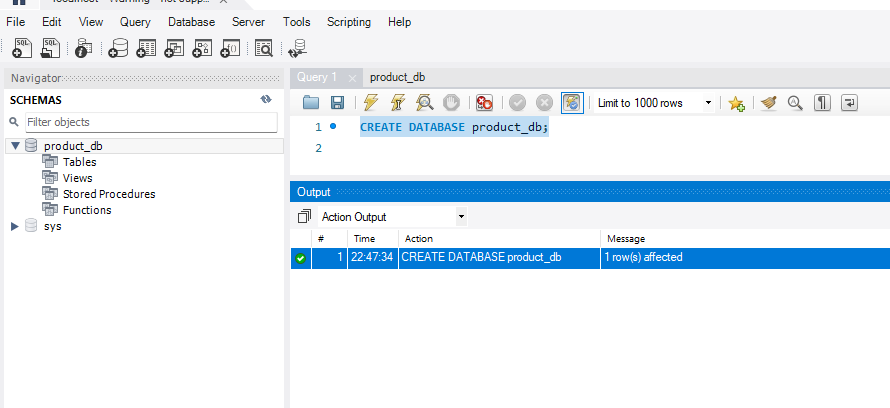 File Edit View Query Database Server Tools Scripting Help
Navigator
SCHEMAS
Filter objects
product_db
Tables
Views
Stored Procedures
Functions
sys
Query 1 product_db
Limit to 1000 rows
1 CREATE DATABASE product_db;
2
Output
Action Output
# Time Action Message
1 22:47:34 CREATE DATABASE product_db 1 row(s) affected